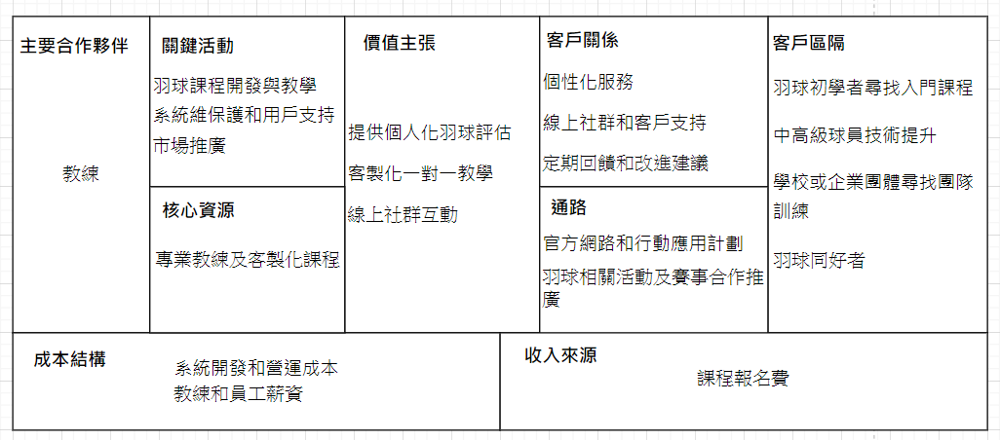 主要合作夥伴
教練
關鍵活動
羽球課程開發與教學
系統維保護和用戶支持
市場推廣
核心資源
專業教練及客製化課程
價值主張
提供個人化羽球評估
客製化一對一教學
線上社群互動
客戶關係
個性化服務
線上社群和客戶支持
定期回饋和改進建議
通路
官方網路和行動應用計劃
羽球相關活動及賽事合作推
廣
客戶區隔
羽球初學者尋找入門課程
中高級球員技術提升
學校或企業團體尋找團隊
訓練
羽球同好者
成本結構
系統開發和營運成本
教練和員工薪資
收入來源
課程報名費